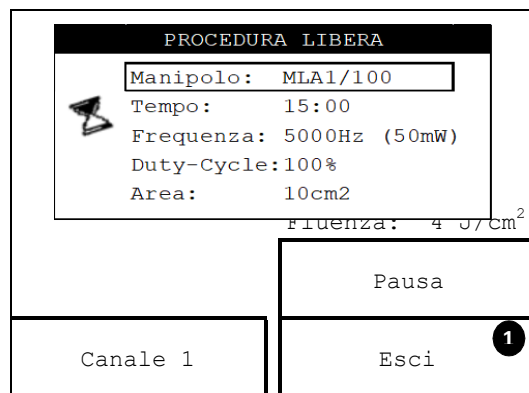 PROCEDURA LIBERA
Manipolo: MLA1/100
Tempo: 15:00
Frequenza: 5000Hz (50mW)
Duty-Cycle:100%
Area: 10cm2
Fluenza: 4 J/cm²
Pausa
Canale 1
Esci
1